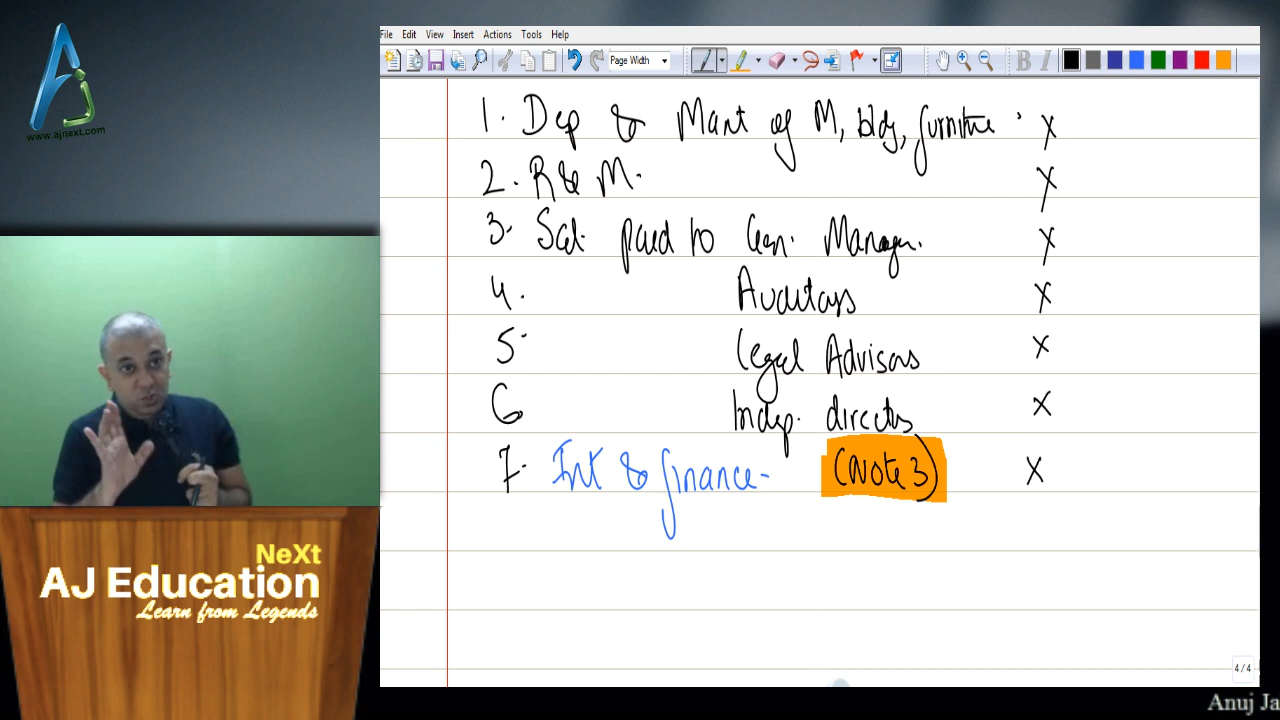 AJ
www.ajnext.com
File Edit View Insert Actions Tools Help
Page Width
B I
1. Dep & Mant of M, bldg, furniture. X
2. R & M. X
3. Sal. paid to Gen. Manager. X
4. Auditors X
5. Legal Advisors X
6 Indep. directors X
7. Int & finance- (Note 3) X
NeXt
AJ Education
Learn from Legends
4/4
Anuj Ja